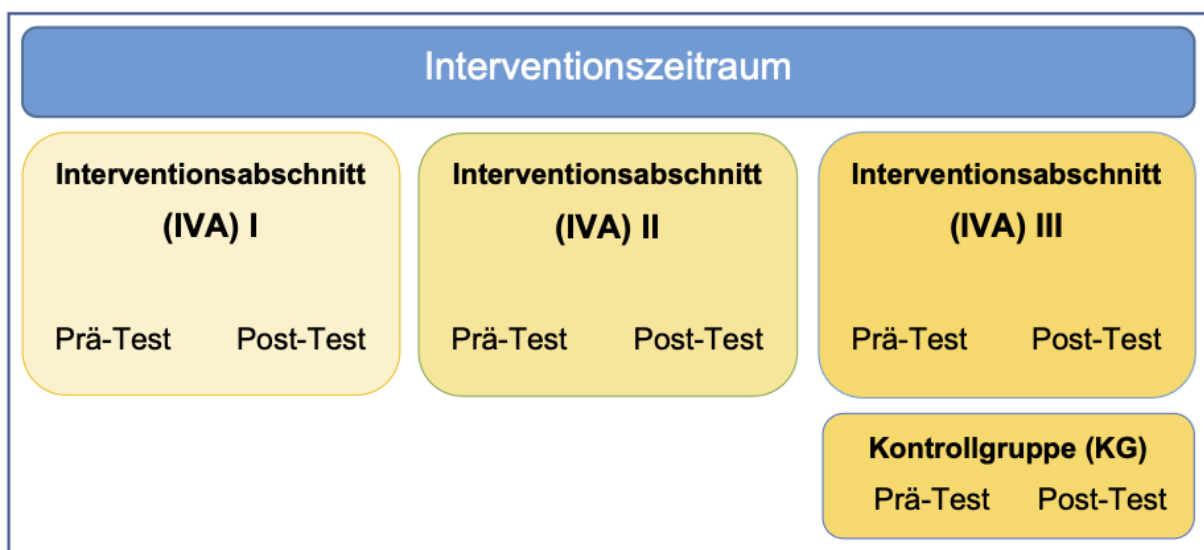 Interventionszeitraum
Interventionsabschnitt
(IVA) I
Prä-Test Post-Test
Interventionsabschnitt
(IVA) II
Prä-Test Post-Test
Interventionsabschnitt
(IVA) III
Prä-Test Post-Test
Kontrollgruppe (KG)
Prä-Test Post-Test